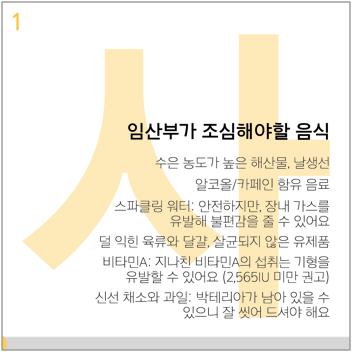 1
사
임산부가 조심해야할 음식
수은 농도가 높은 해산물, 날생선
알코올/카페인 함유 음료
스파클링 워터: 안전하지만, 장내 가스를
유발해 불편감을 줄 수 있어요
덜 익힌 육류와 달걀, 살균되지 않은 유제품
비타민A: 지나친 비타민A의 섭취는 기형을
유발할 수 있어요 (2,565IU 미만 권고)
신선 채소와 과일: 박테리아가 남아 있을 수
있으니 잘 씻어 드셔야 해요